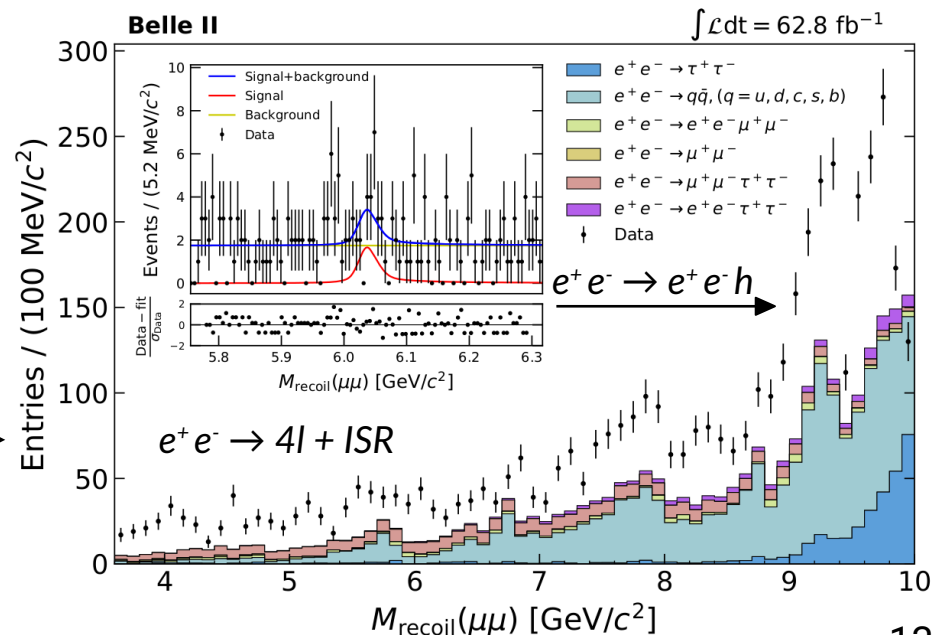 Belle II
∫ℒdt = 62.8 fb⁻¹
Entries / (100 MeV/c²)
300
250
200
150
100
50
0
4 5 6 7 8 9 10
M_recoil(μμ) [GeV/c²]
Events / (5.2 MeV/c²)
10
8
6
4
2
0
Signal+background
Signal
Background
Data
Data − fit
σ_Data
2
0
−2
5.8 5.9 6.0 6.1 6.2 6.3
M_recoil(μμ) [GeV/c²]
e⁺e⁻→τ⁺τ⁻
e⁺e⁻→qq̄, (q = u, d, c, s, b)
e⁺e⁻→e⁺e⁻μ⁺μ⁻
e⁺e⁻→μ⁺μ⁻
e⁺e⁻→μ⁺μ⁻τ⁺τ⁻
e⁺e⁻→e⁺e⁻τ⁺τ⁻
Data
e⁺e⁻ → e⁺e⁻h
e⁺e⁻ → 4l + ISR